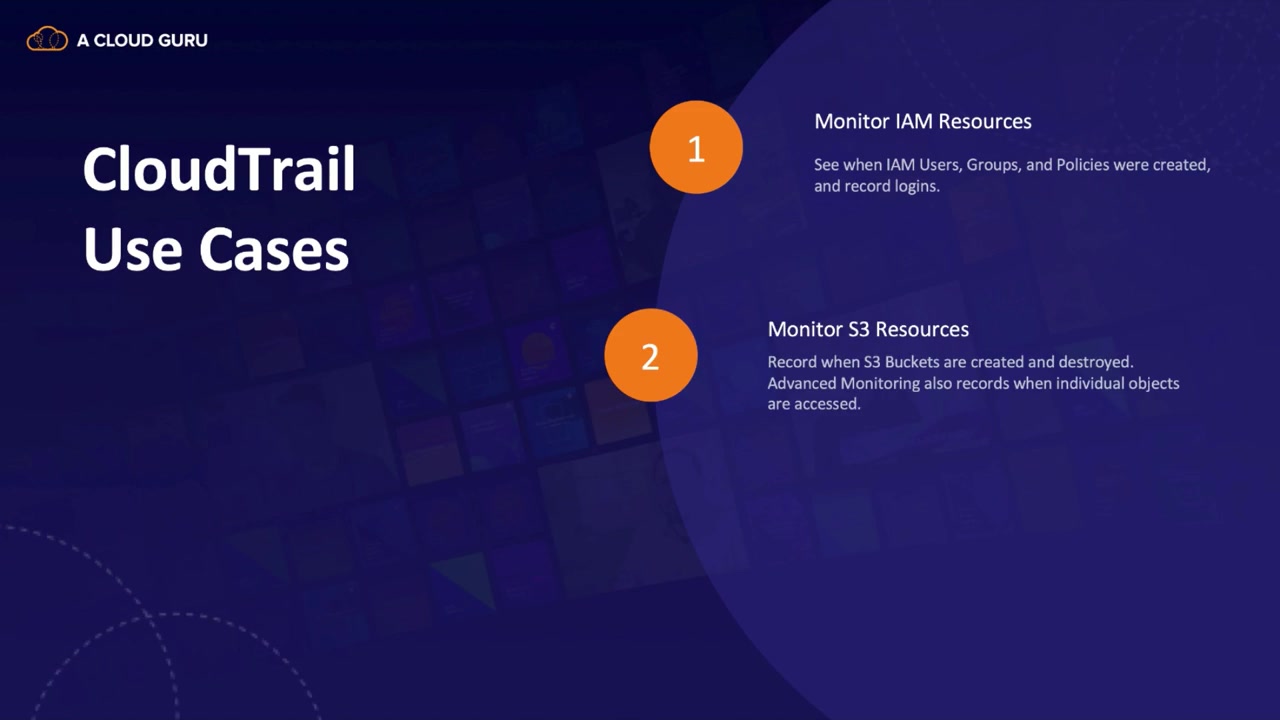 A CLOUD GURU
CloudTrail
Use Cases
1
Monitor IAM Resources
See when IAM Users, Groups, and Policies were created,
and record logins.
2
Monitor S3 Resources
Record when S3 Buckets are created and destroyed.
Advanced Monitoring also records when individual objects
are accessed.